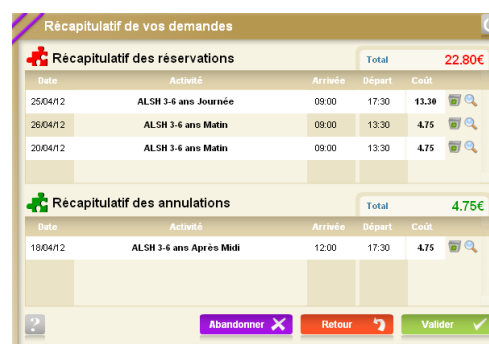 Récapitulatif de vos demandes
Récapitulatif des réservations Total 22.80€
Date Activité Arrivée Départ Coût
25/04/12 ALSH 3-6 ans Journée 09:00 17:30 13.30
26/04/12 ALSH 3-6 ans Matin 09:00 13:30 4.75
20/04/12 ALSH 3-6 ans Matin 09:00 13:30 4.75
Récapitulatif des annulations Total 4.75€
Date Activité Arrivée Départ Coût
18/04/12 ALSH 3-6 ans Après Midi 12:00 17:30 4.75
? Abandonner Retour Valider